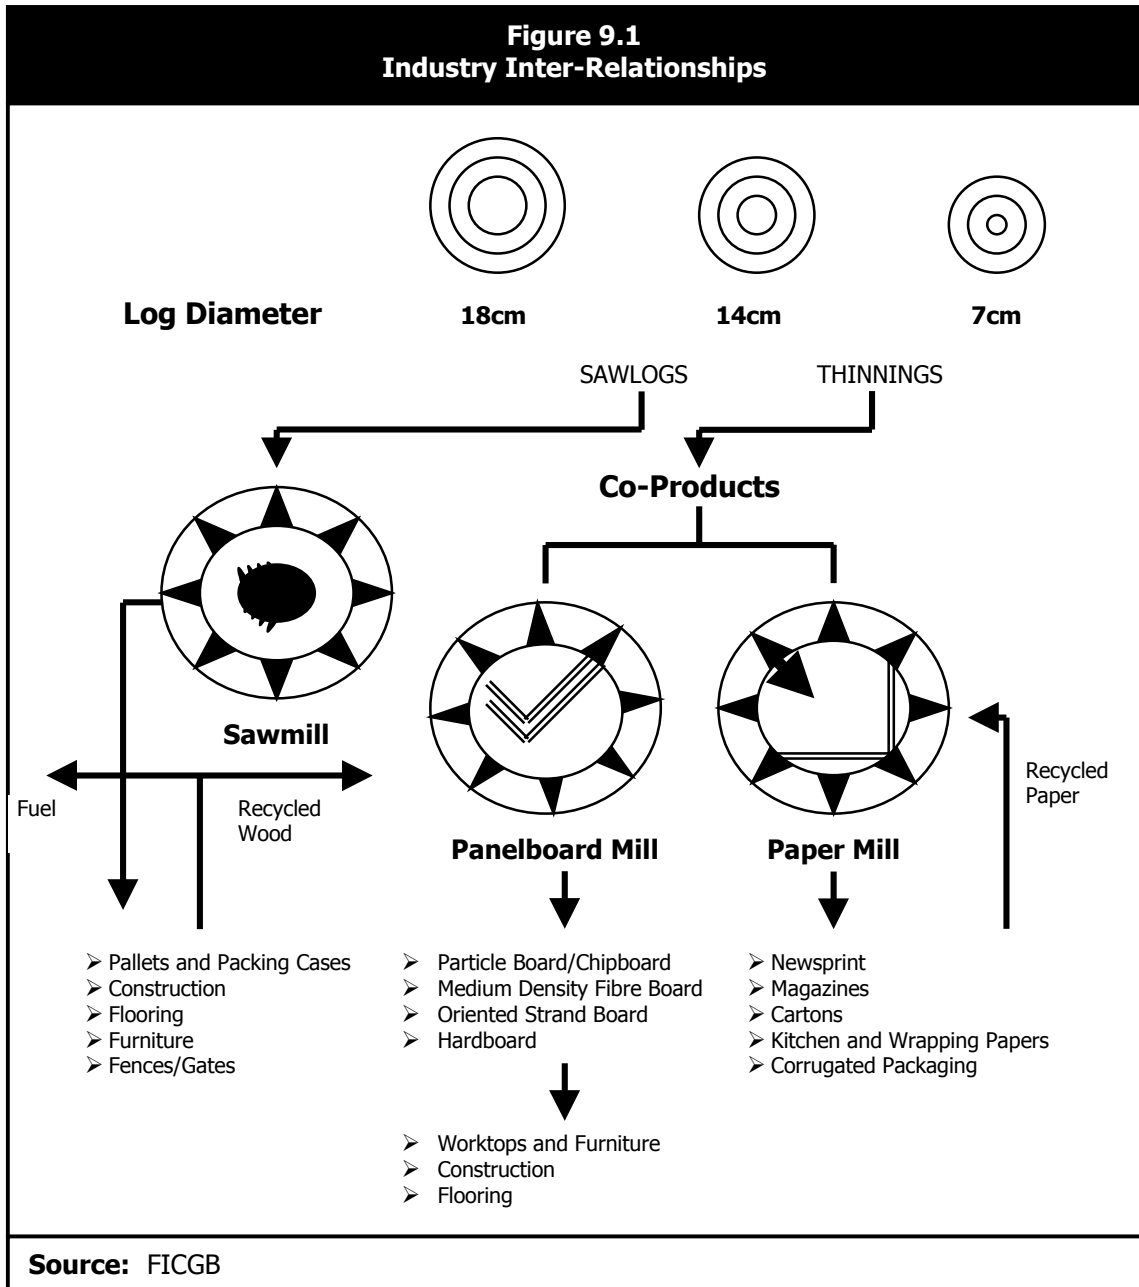 Figure 9.1
Industry Inter-Relationships
Log Diameter
18cm
14cm
7cm
SAWLOGS
THINNINGS
Co-Products
Sawmill
Fuel
Recycled
Wood
Panelboard Mill
Paper Mill
Recycled
Paper
➢ Pallets and Packing Cases
➢ Construction
➢ Flooring
➢ Furniture
➢ Fences/Gates
➢ Particle Board/Chipboard
➢ Medium Density Fibre Board
➢ Oriented Strand Board
➢ Hardboard
➢ Worktops and Furniture
➢ Construction
➢ Flooring
➢ Newsprint
➢ Magazines
➢ Cartons
➢ Kitchen and Wrapping Papers
➢ Corrugated Packaging
Source: FICGB